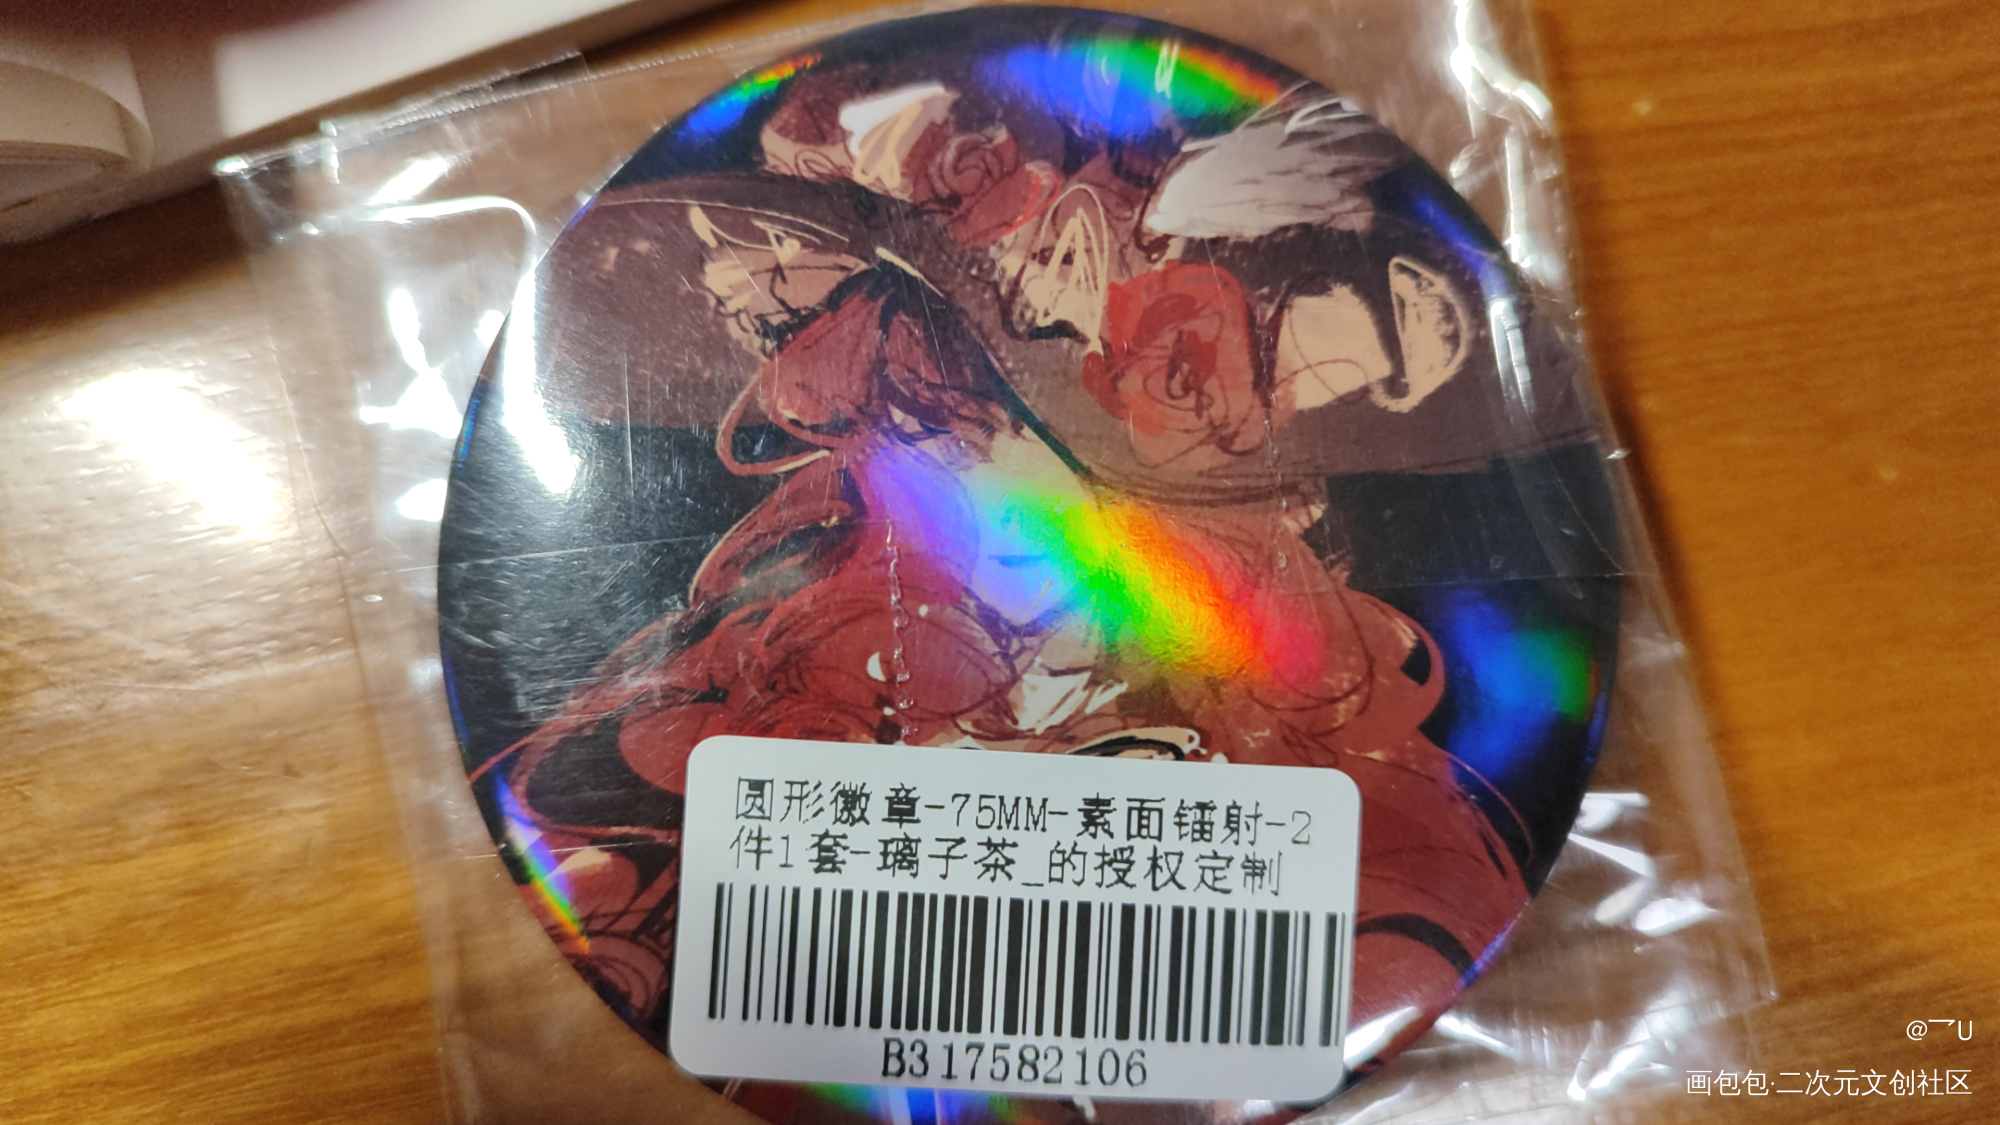 圆形徽章-75MM-素面镭射-2
件1套-璃子茶_的授权定制
B317582106
@乛U
画包包·二次元文创社区